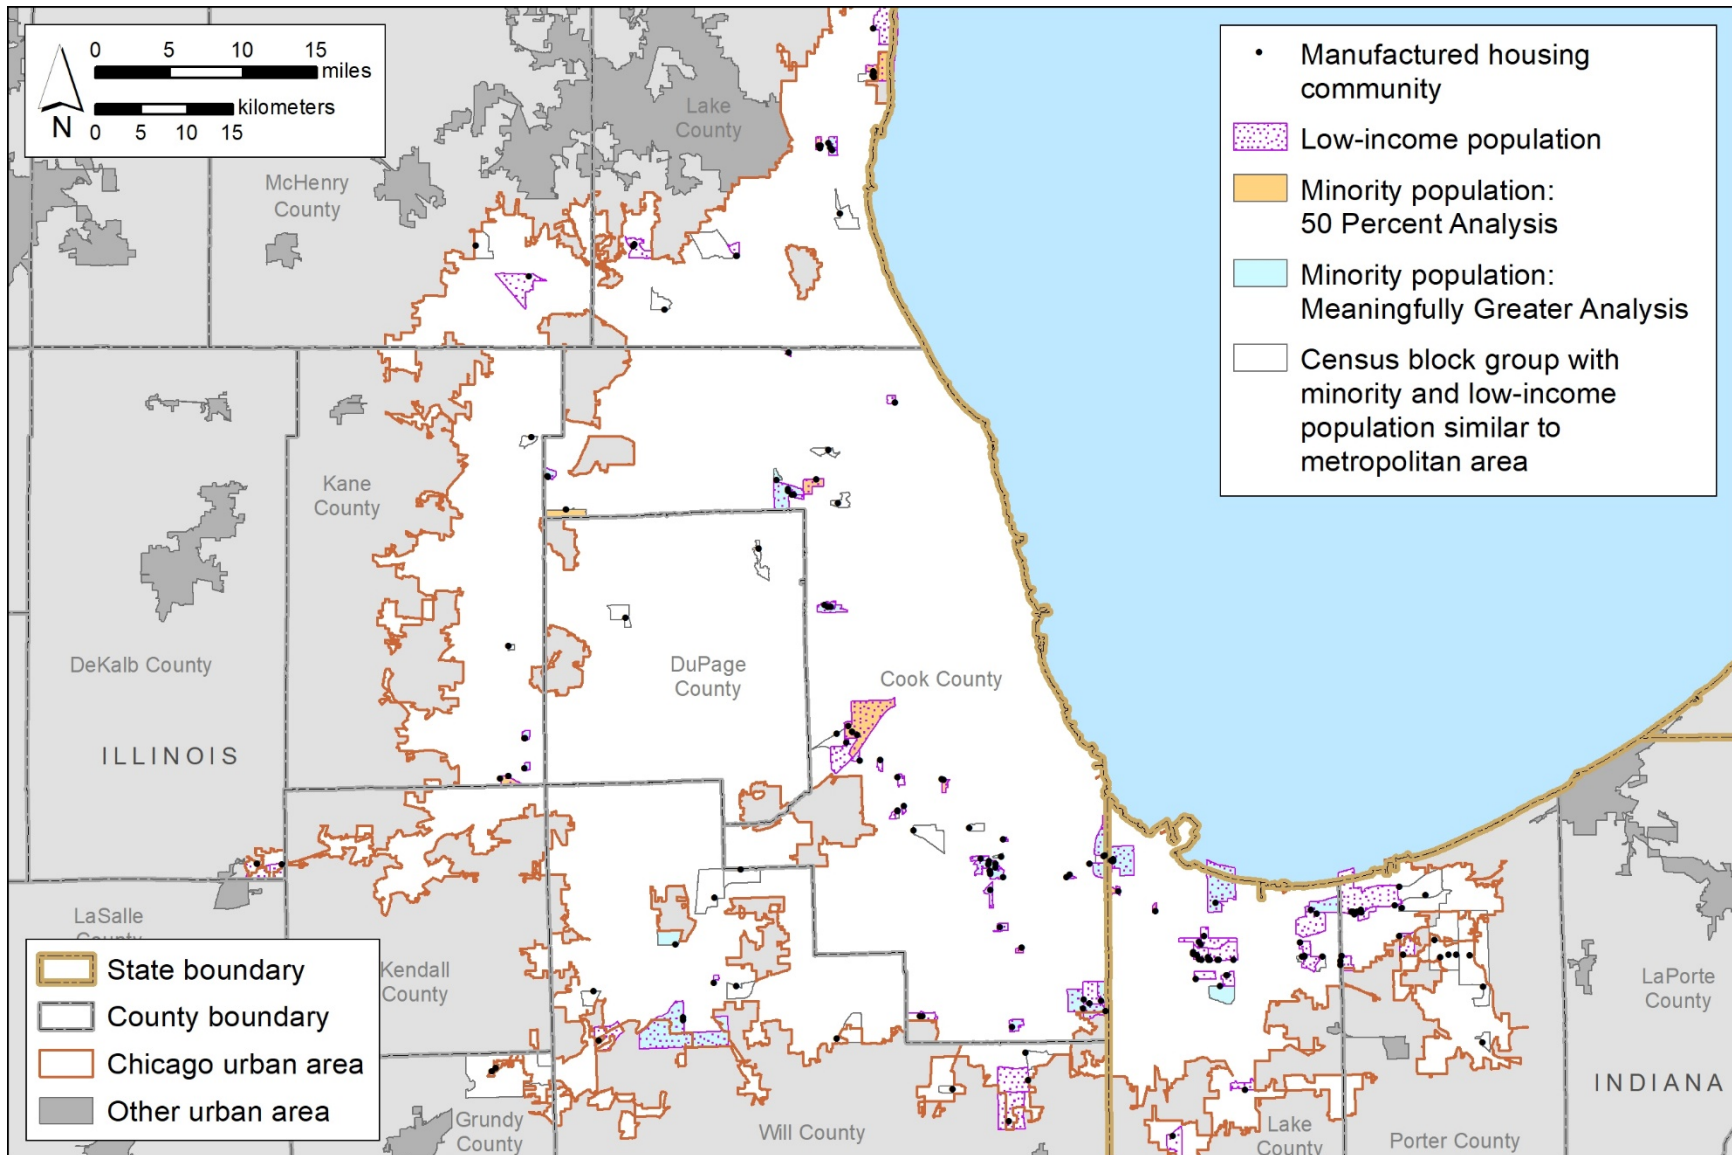 0 5 10 15
miles
kilometers
0 5 10 15
N
Manufactured housing
community
Low-income population
Minority population:
50 Percent Analysis
Minority population:
Meaningfully Greater Analysis
Census block group with
minority and low-income
population similar to
metropolitan area
Lake
County
McHenry
County
Kane
County
DeKalb County
DuPage
County
Cook County
ILLINOIS
LaSalle
County
Kendall
County
Grundy
County
Will County
Lake
County
Porter County
LaPorte
County
INDIANA
State boundary
County boundary
Chicago urban area
Other urban area